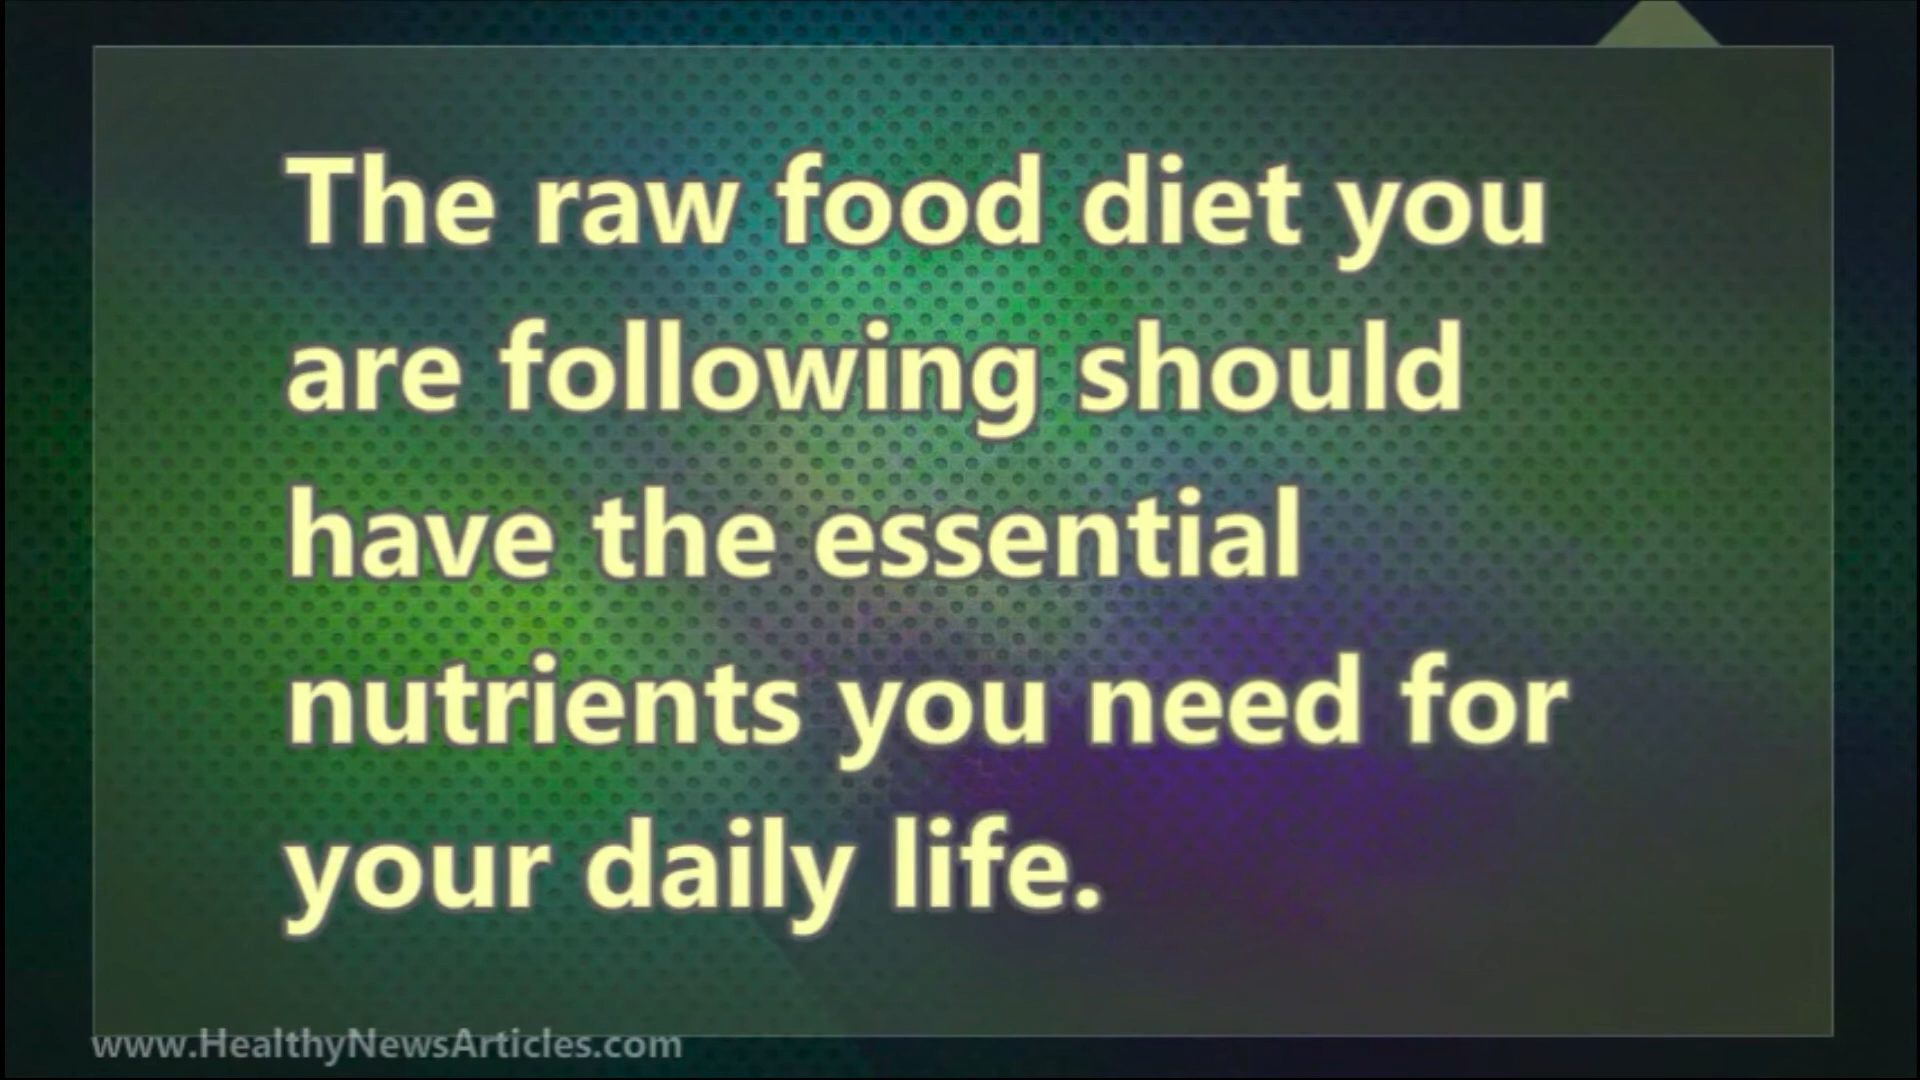 The raw food diet you
are following should
have the essential
nutrients you need for
your daily life.
www.HealthyNewsArticles.com